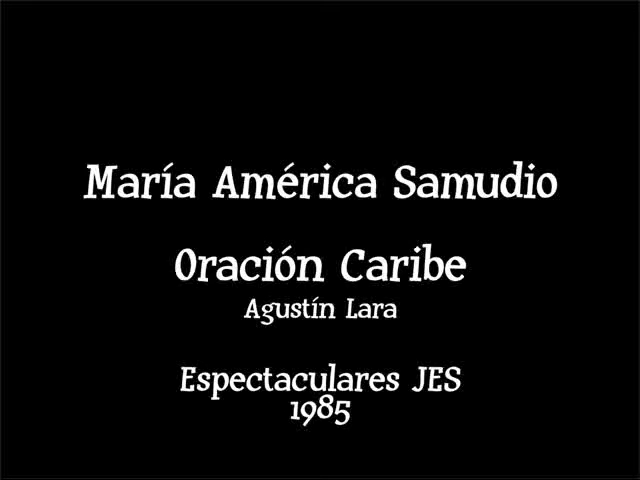 María América Samudio
Oración Caribe
Agustín Lara
Espectaculares JES
1985